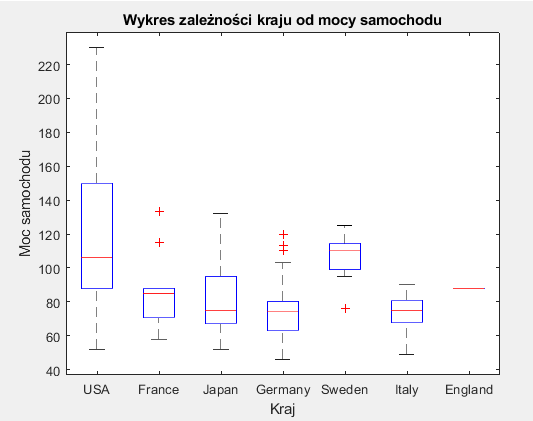 Wykres zależności kraju od mocy samochodu
Moc samochodu
220
200
180
160
140
120
100
80
60
40
USA France Japan Germany Sweden Italy England
Kraj